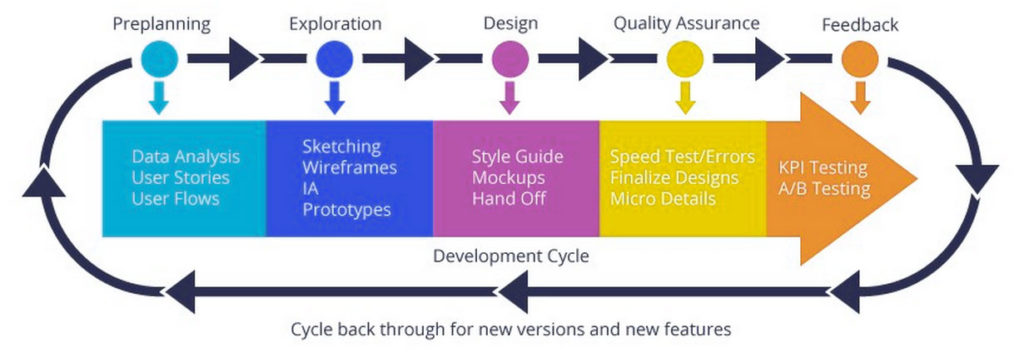 Preplanning
Exploration
Design
Quality Assurance
Feedback
Data Analysis
User Stories
User Flows
Sketching
Wireframes
IA
Prototypes
Style Guide
Mockups
Hand Off
Speed Test/Errors
Finalize Designs
Micro Details
KPI Testing
A/B Testing
Development Cycle
Cycle back through for new versions and new features